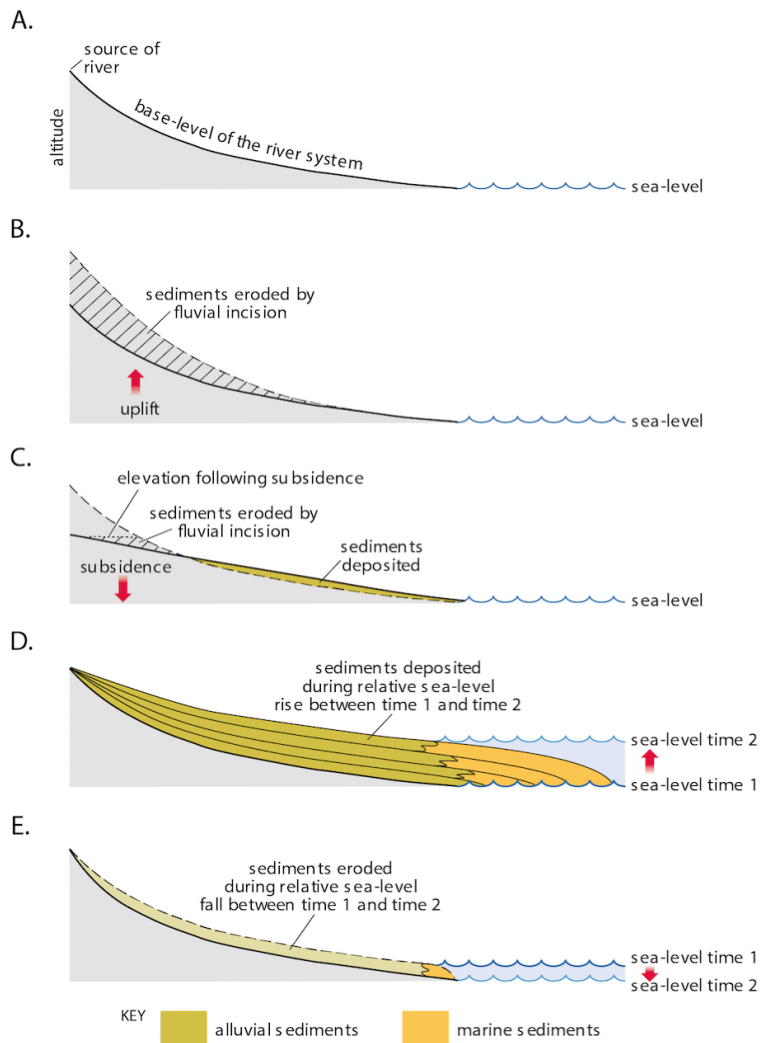 A.
source of
river
altitude
base-level of the river system
sea-level
B.
sediments eroded by
fluvial incision
uplift
sea-level
C.
elevation following subsidence
sediments eroded by
fluvial incision
sediments
deposited
subsidence
sea-level
D.
sediments deposited
during relative sea-level
rise between time 1 and time 2
sea-level time 2
sea-level time 1
E.
sediments eroded
during relative sea-level
fall between time 1 and time 2
sea-level time 1
sea-level time 2
KEY
alluvial sediments
marine sediments